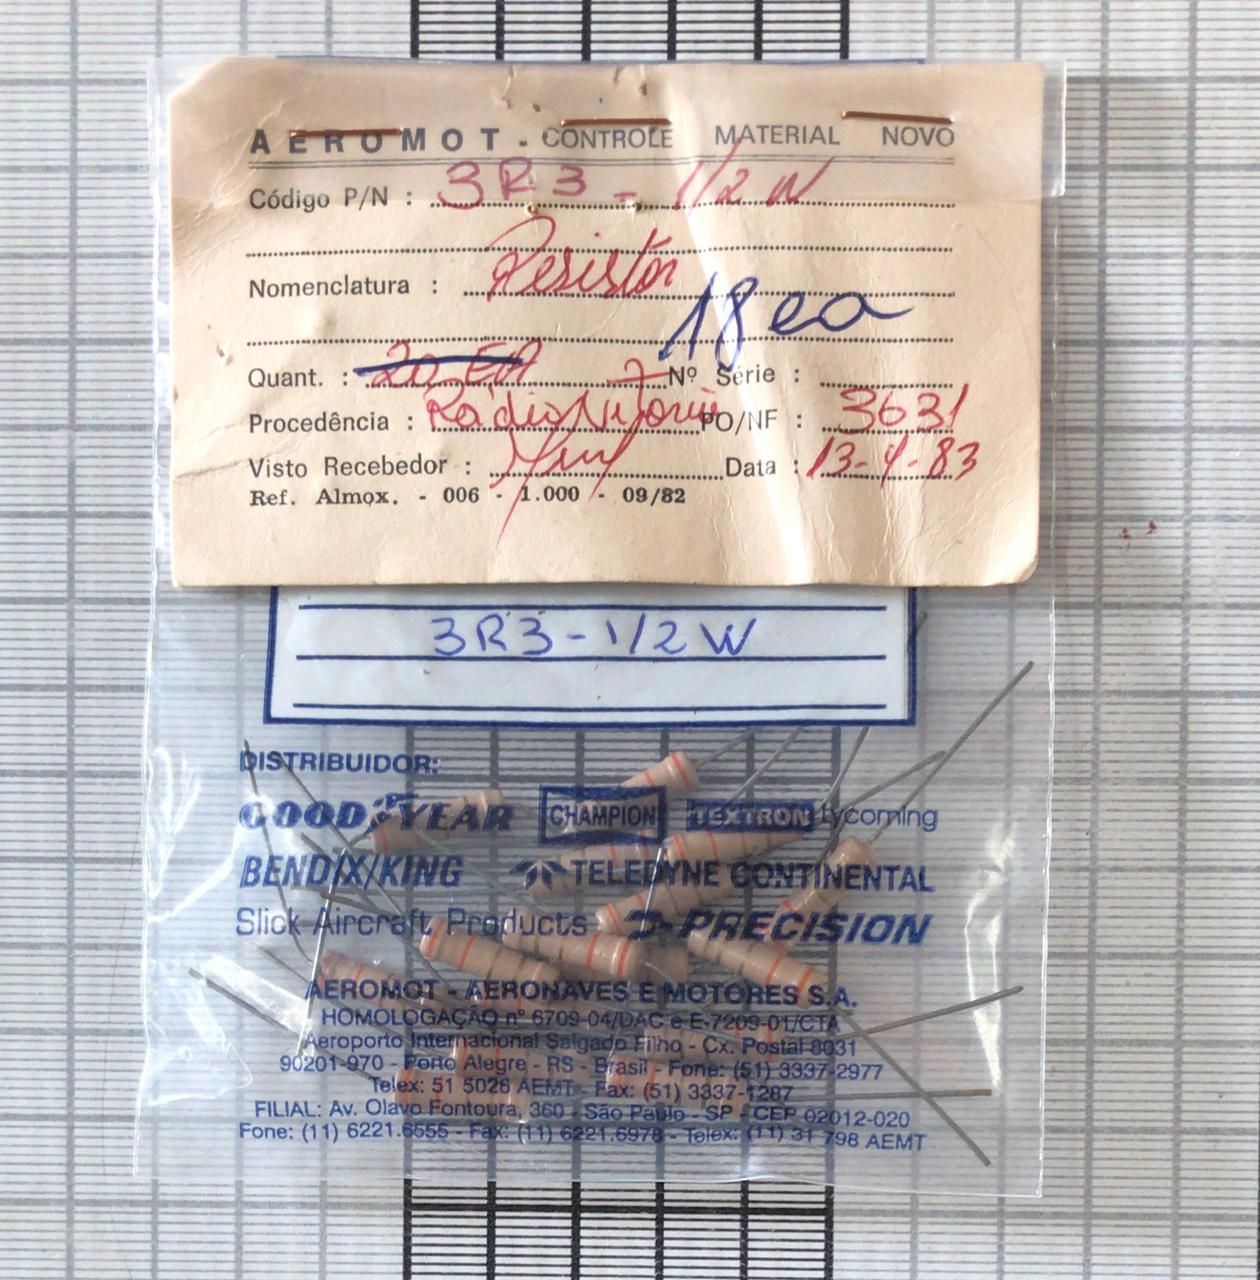 AEROMOT - CONTROLE MATERIAL NOVO
Código P/N : 3R3 - 1/2 W
Nomenclatura : Resistor
18 ea
Quant. : 20 EA Nº Série :
Procedência : Rádio Vitória PO/NF : 3631
Visto Recebedor : Data : 13-4-83
Ref. Almox. - 006 - 1.000 - 09/82
3R3-1/2W
DISTRIBUIDOR:
GOODYEAR CHAMPION TEXTRON Lycoming
BENDIX/KING TELEDYNE CONTINENTAL
Slick Aircraft Products PRECISION
AEROMOT - AERONAVES E MOTORES S.A.
HOMOLOGAÇÃO nº 6709-04/DAC e E-7209-01/CTA
Aeroporto Internacional Salgado Filho - Cx. Postal 8031
90201-970 - Porto Alegre - RS - Brasil - Fone: (51) 3337-2977
Telex: 51 5026 AEMT - Fax: (51) 3337-1287
FILIAL: Av. Olavo Fontoura, 360 - São Paulo - SP - CEP 02012-020
Fone: (11) 6221.6555 - Fax: (11) 6221.6978 - Telex: (11) 31 798 AEMT